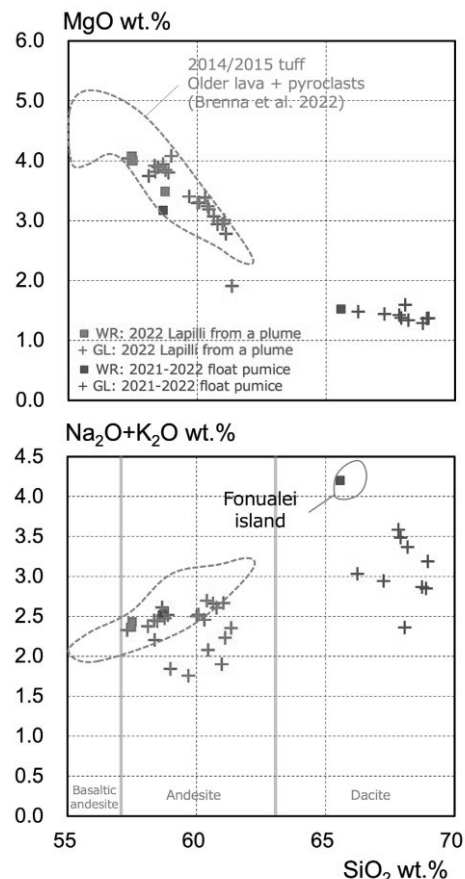 MgO wt.%
6.0
5.0
4.0
3.0
2.0
1.0
0.0
2014/2015 tuff
Older lava + pyroclasts
(Brenna et al. 2022)
WR: 2022 Lapilli from a plume
GL: 2022 Lapilli from a plume
WR: 2021-2022 float pumice
GL: 2021-2022 float pumice
Na₂O+K₂O wt.%
4.5
4.0
3.5
3.0
2.5
2.0
1.5
1.0
0.5
0.0
Fonualei
island
Basaltic
andesite
Andesite
Dacite
55 60 65 70
SiO₂ wt.%